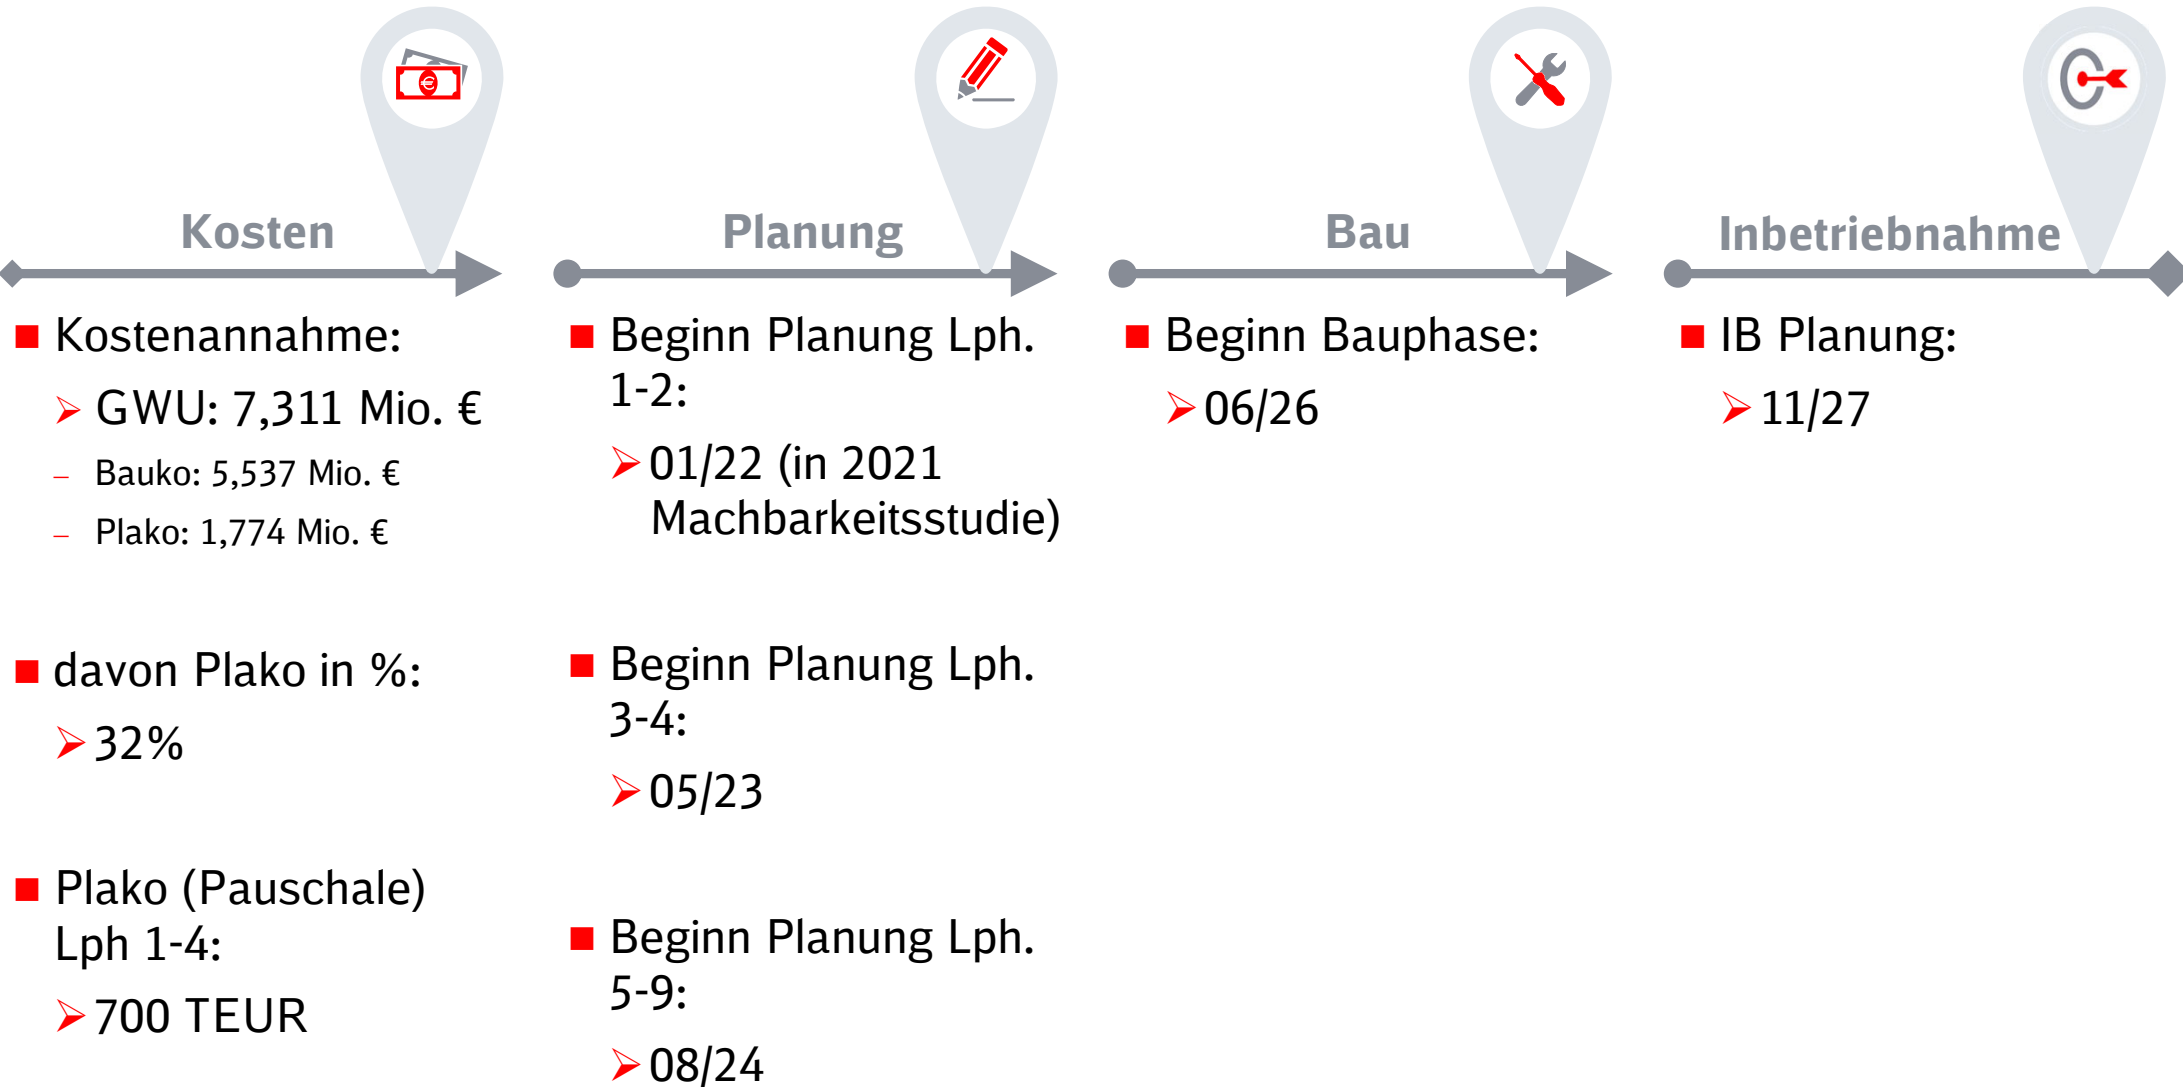 Kosten
Kostenannahme:
GWU: 7,311 Mio. €
– Bauko: 5,537 Mio. €
– Plako: 1,774 Mio. €
davon Plako in %:
32%
Plako (Pauschale)
Lph 1-4:
700 TEUR
Planung
Beginn Planung Lph.
1-2:
01/22 (in 2021
Machbarkeitsstudie)
Beginn Planung Lph.
3-4:
05/23
Beginn Planung Lph.
5-9:
08/24
Bau
Beginn Bauphase:
06/26
Inbetriebnahme
IB Planung:
11/27